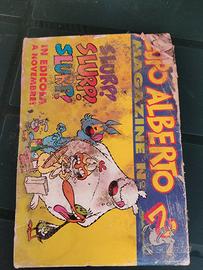 LUPO ALBERTO
MAGAZINE N°
SLURP?
SLURP?
SLURP?
IN EDICOLA
A NOVEMBRE!